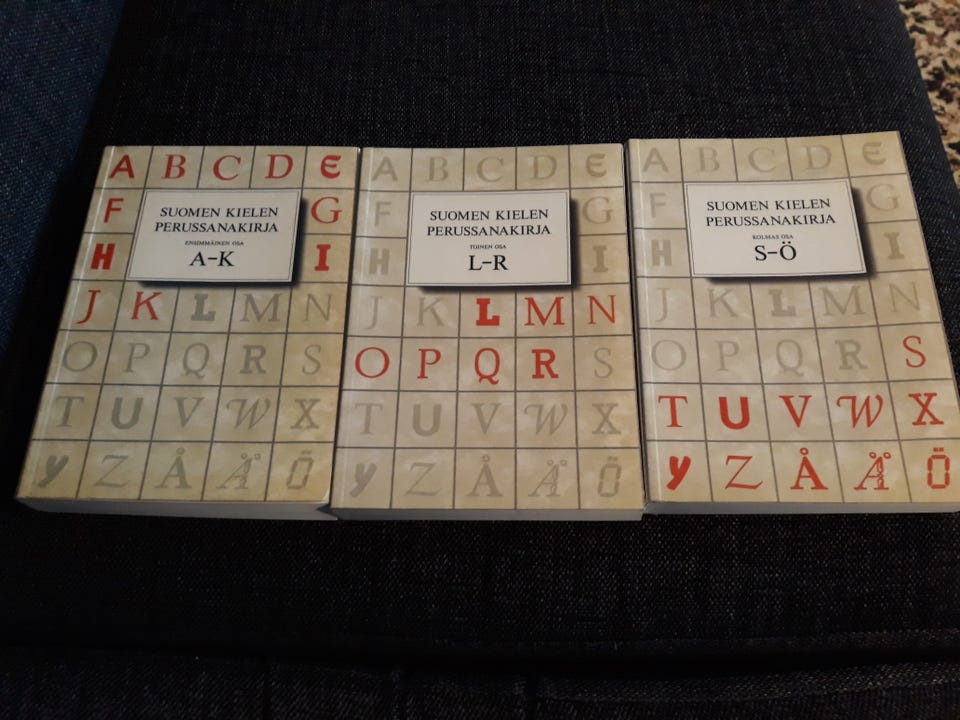 A B C D E
F G
SUOMEN KIELEN
PERUSSANAKIRJA
ENSIMMÄINEN OSA
A–K
H I
J K L M N
O P Q R S
T U V W X
Y Z Å Ä Ö
A B C D E
F G
SUOMEN KIELEN
PERUSSANAKIRJA
TOINEN OSA
L–R
H I
J K L M N
O P Q R S
T U V W X
Y Z Å Ä Ö
A B C D E
F G
SUOMEN KIELEN
PERUSSANAKIRJA
KOLMAS OSA
S–Ö
H I
J K L M N
O P Q R S
T U V W X
Y Z Å Ä Ö